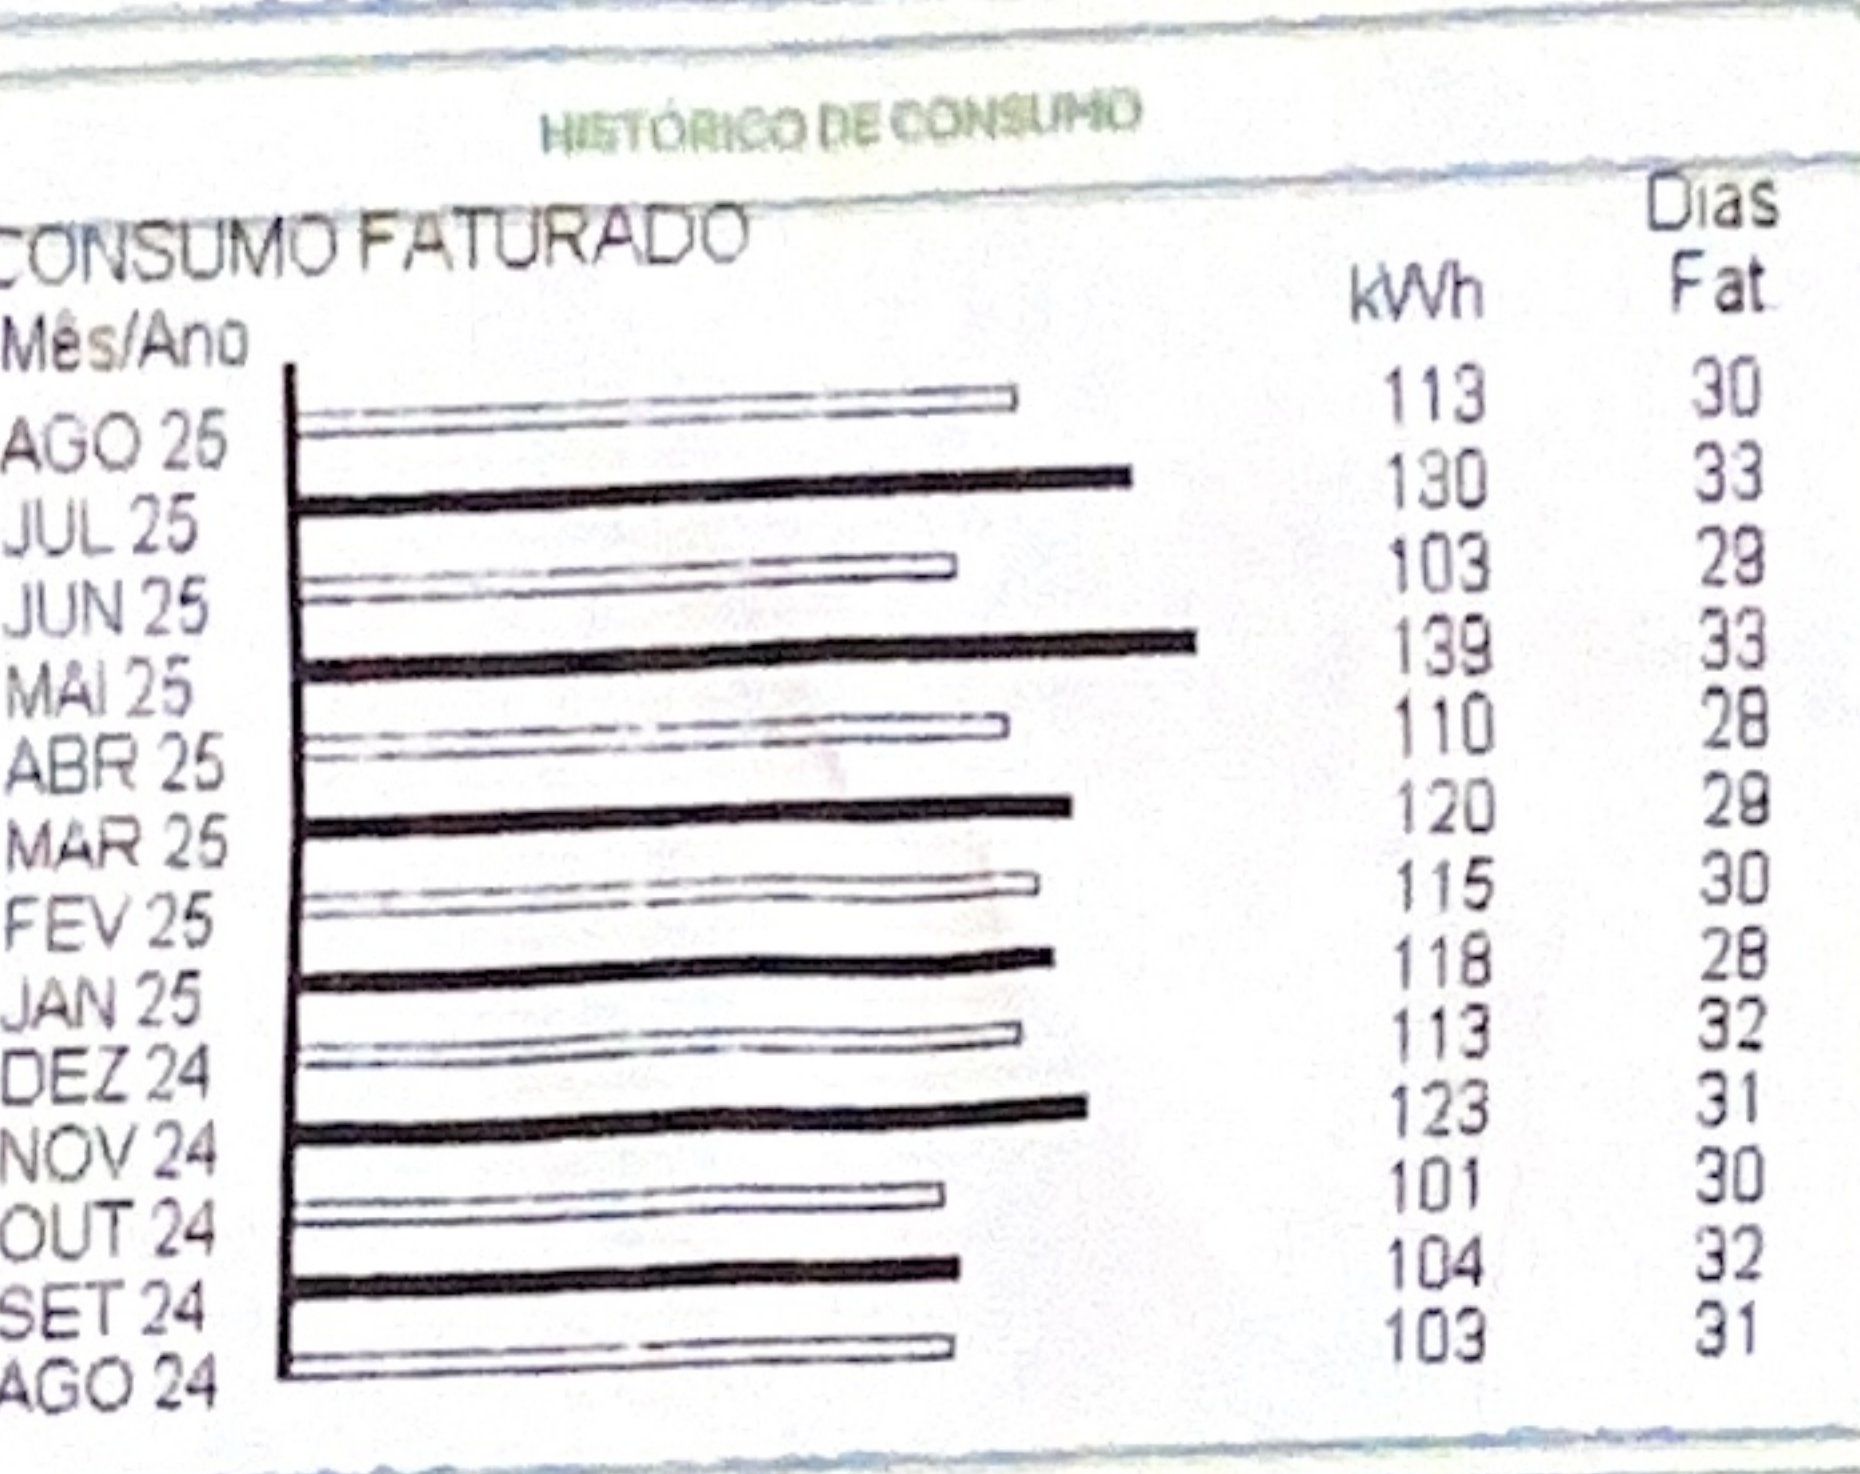 HISTÓRICO DE CONSUMO
CONSUMO FATURADO
Mês/Ano kWh Dias Fat
AGO 25 113 30
JUL 25 130 33
JUN 25 103 29
MAI 25 139 33
ABR 25 110 28
MAR 25 120 29
FEV 25 115 30
JAN 25 118 28
DEZ 24 113 32
NOV 24 123 31
OUT 24 101 30
SET 24 104 32
AGO 24 103 31